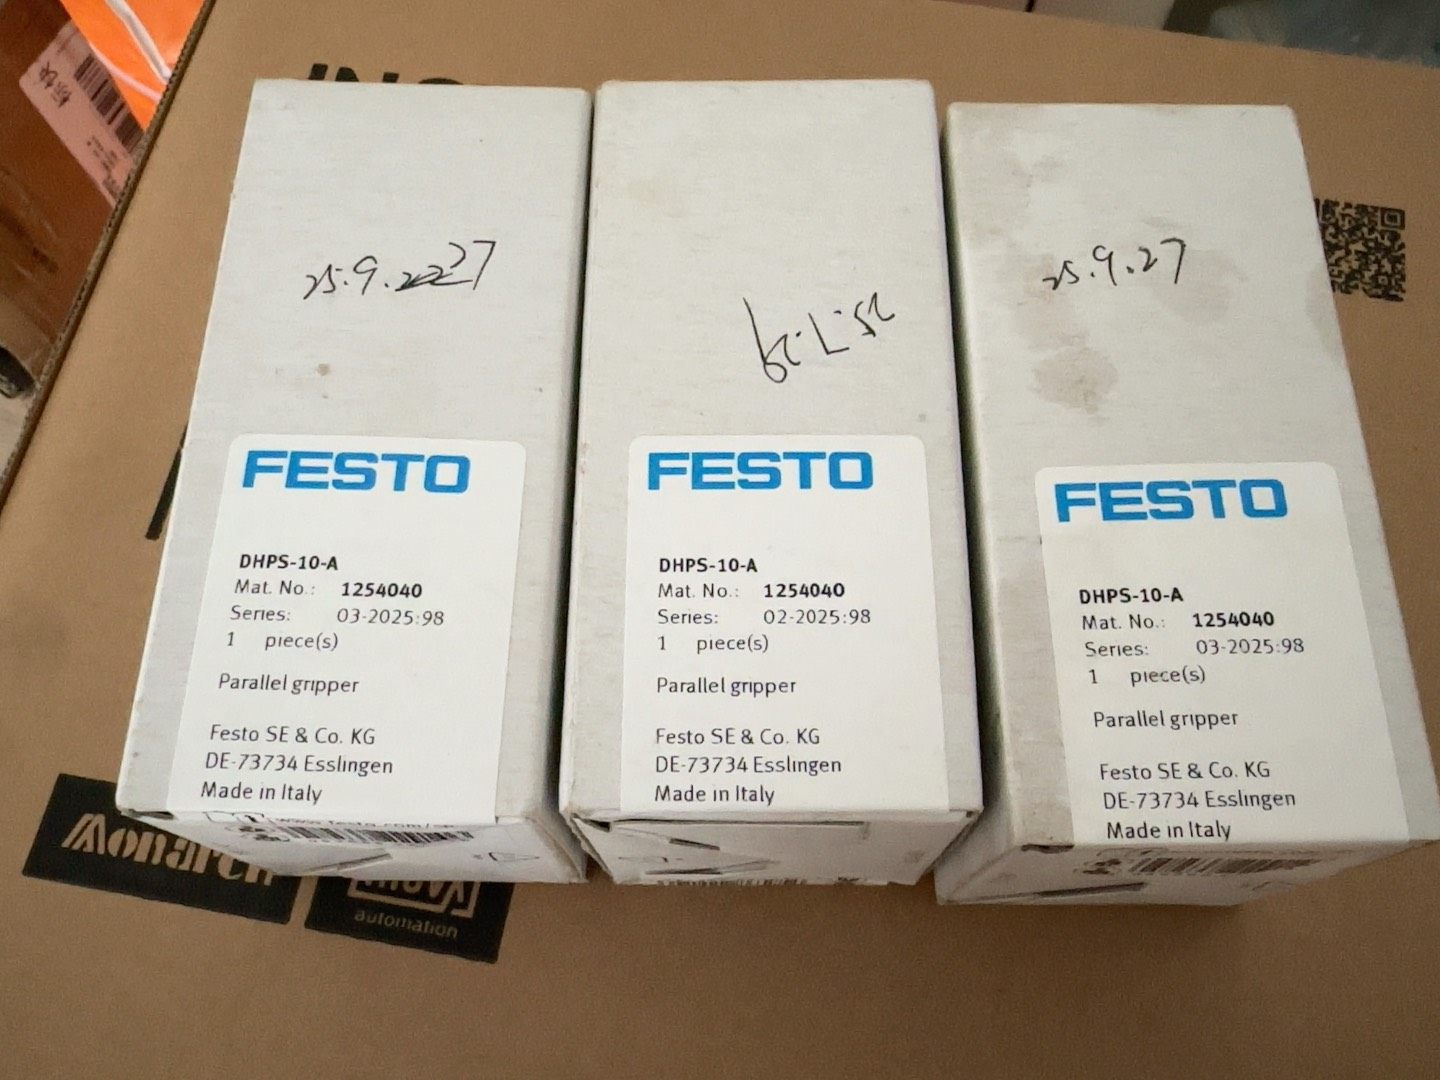 标快
25.9.27
25.9.27
FESTO
DHPS-10-A
Mat. No.: 1254040
Series: 03-2025:98
1 piece(s)
Parallel gripper
Festo SE & Co. KG
DE-73734 Esslingen
Made in Italy
FESTO
DHPS-10-A
Mat. No.: 1254040
Series: 02-2025:98
1 piece(s)
Parallel gripper
Festo SE & Co. KG
DE-73734 Esslingen
Made in Italy
FESTO
DHPS-10-A
Mat. No.: 1254040
Series: 03-2025:98
1 piece(s)
Parallel gripper
Festo SE & Co. KG
DE-73734 Esslingen
Made in Italy
Monarch
automation